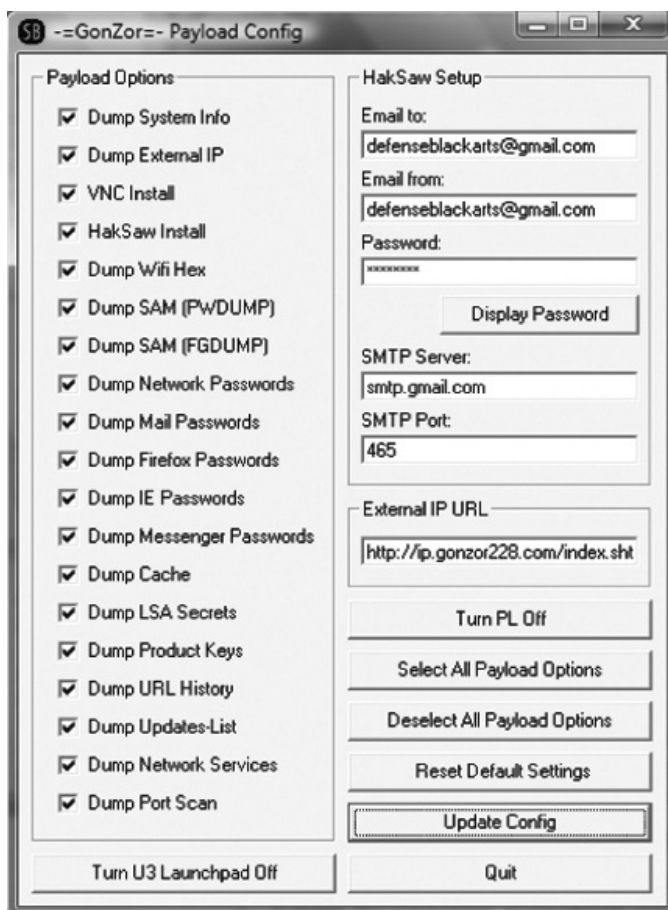 SB -=GonZor=- Payload Config
Payload Options
Dump System Info
Dump External IP
VNC Install
HakSaw Install
Dump Wifi Hex
Dump SAM (PWDUMP)
Dump SAM (FGDUMP)
Dump Network Passwords
Dump Mail Passwords
Dump Firefox Passwords
Dump IE Passwords
Dump Messenger Passwords
Dump Cache
Dump LSA Secrets
Dump Product Keys
Dump URL History
Dump Updates-List
Dump Network Services
Dump Port Scan
Turn U3 Launchpad Off
HakSaw Setup
Email to:
defenseblackarts@gmail.com
Email from:
defenseblackarts@gmail.com
Password:
********
Display Password
SMTP Server:
smtp.gmail.com
SMTP Port:
465
External IP URL
http://ip.gonzor228.com/index.sht
Turn PL Off
Select All Payload Options
Deselect All Payload Options
Reset Default Settings
Update Config
Quit